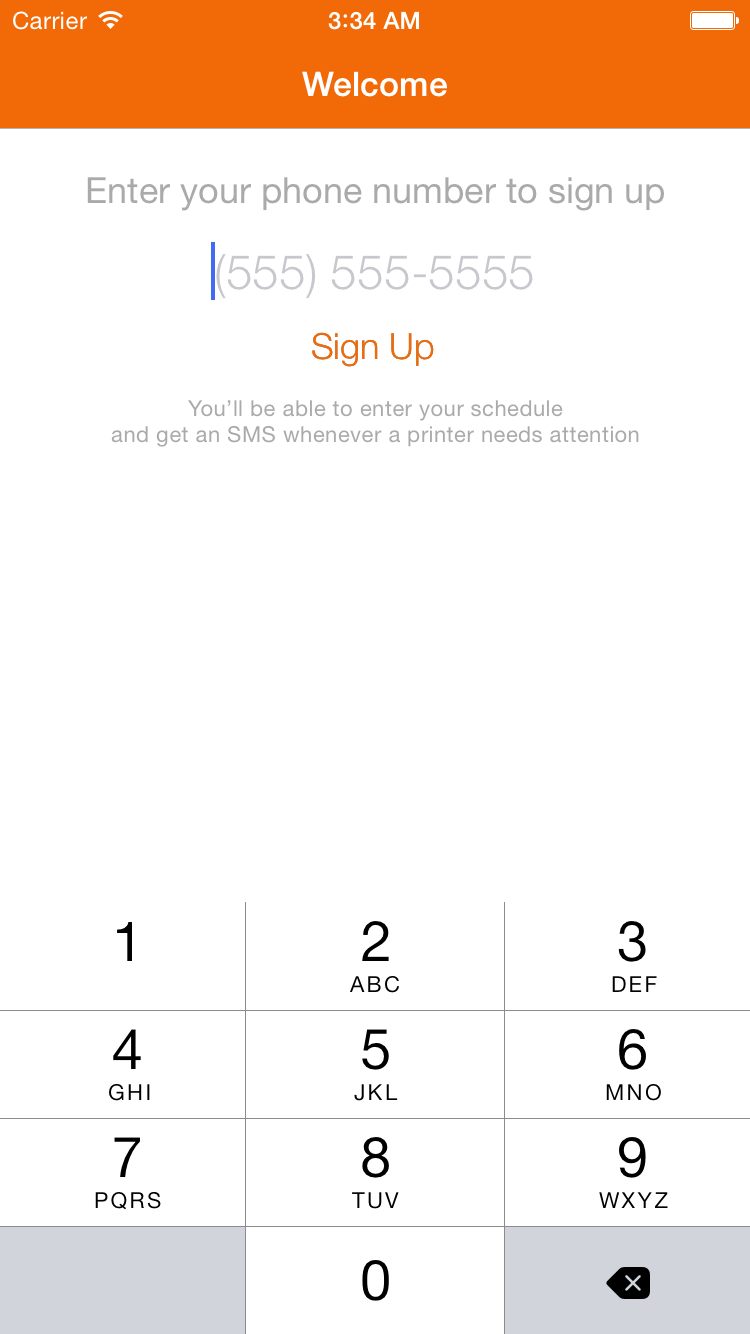 Carrier 3:34 AM
Welcome
Enter your phone number to sign up
(555) 555-5555
Sign Up
You’ll be able to enter your schedule
and get an SMS whenever a printer needs attention
1 2 3
ABC DEF
4 5 6
GHI JKL MNO
7 8 9
PQRS TUV WXYZ
0